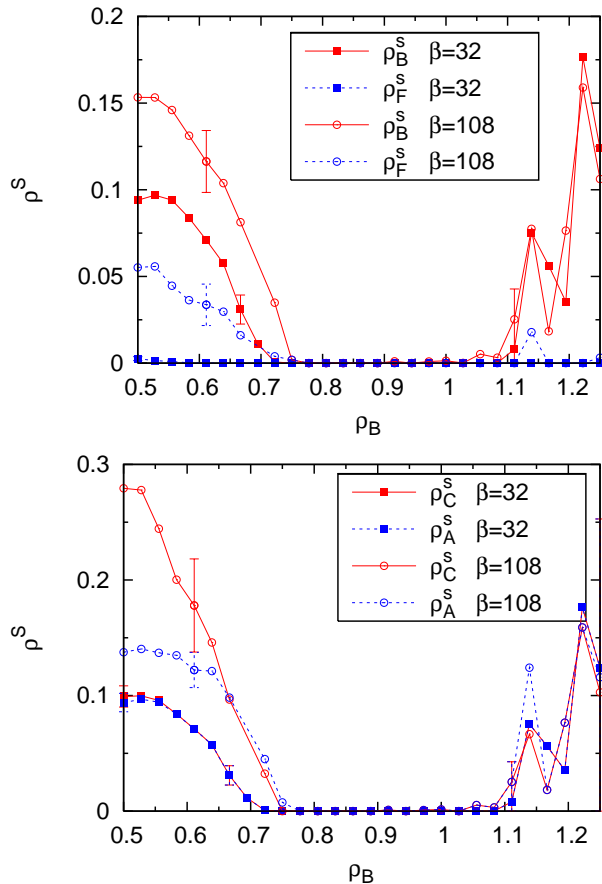 0.2
0.15
0.1
0.05
0
ρ^s
ρ_B^s β=32
ρ_F^s β=32
ρ_B^s β=108
ρ_F^s β=108
0.5 0.6 0.7 0.8 0.9 1 1.1 1.2
ρ_B
0.3
0.2
0.1
0
ρ^s
ρ_C^s β=32
ρ_A^s β=32
ρ_C^s β=108
ρ_A^s β=108
0.5 0.6 0.7 0.8 0.9 1 1.1 1.2
ρ_B